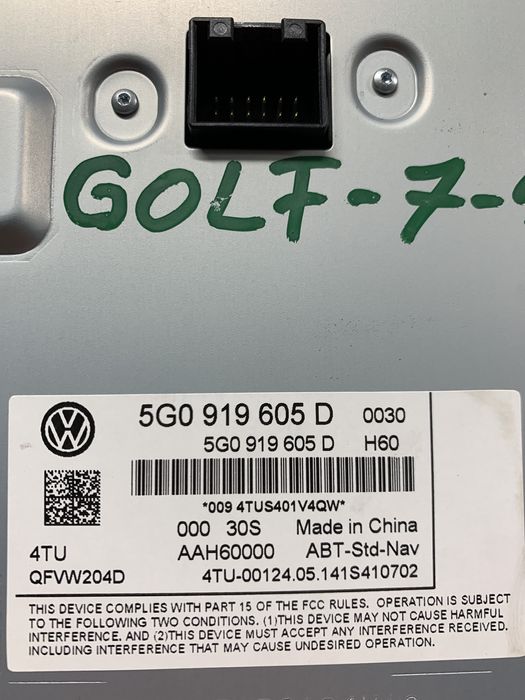 GOLF-7-
5G0 919 605 D 0030
5G0 919 605 D H60
*009 4TUS401V4QW*
000 30S Made in China
4TU AAH60000 ABT-Std-Nav
QFVW204D 4TU-00124.05.141S410702
THIS DEVICE COMPLIES WITH PART 15 OF THE FCC RULES. OPERATION IS SUBJECT
TO THE FOLLOWING TWO CONDITIONS. (1)THIS DEVICE MAY NOT CAUSE HARMFUL
INTERFERENCE, AND (2)THIS DEVICE MUST ACCEPT ANY INTERFERENCE RECEIVED.
INCLUDING INTERFERENCE THAT MAY CAUSE UNDESIRED OPERATION.